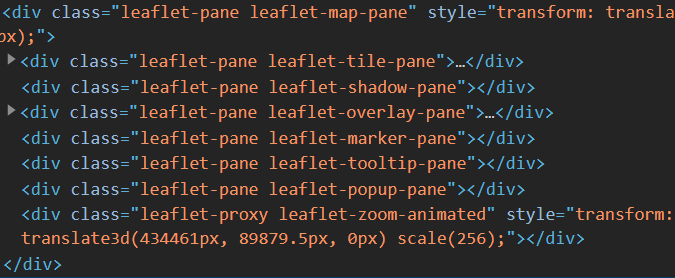 <div class="leaflet-pane leaflet-map-pane" style="transform: transla
px);">
<div class="leaflet-pane leaflet-tile-pane">…</div>
<div class="leaflet-pane leaflet-shadow-pane"></div>
<div class="leaflet-pane leaflet-overlay-pane">…</div>
<div class="leaflet-pane leaflet-marker-pane"></div>
<div class="leaflet-pane leaflet-tooltip-pane"></div>
<div class="leaflet-pane leaflet-popup-pane"></div>
<div class="leaflet-proxy leaflet-zoom-animated" style="transform:
translate3d(434461px, 89879.5px, 0px) scale(256);"></div>
</div>